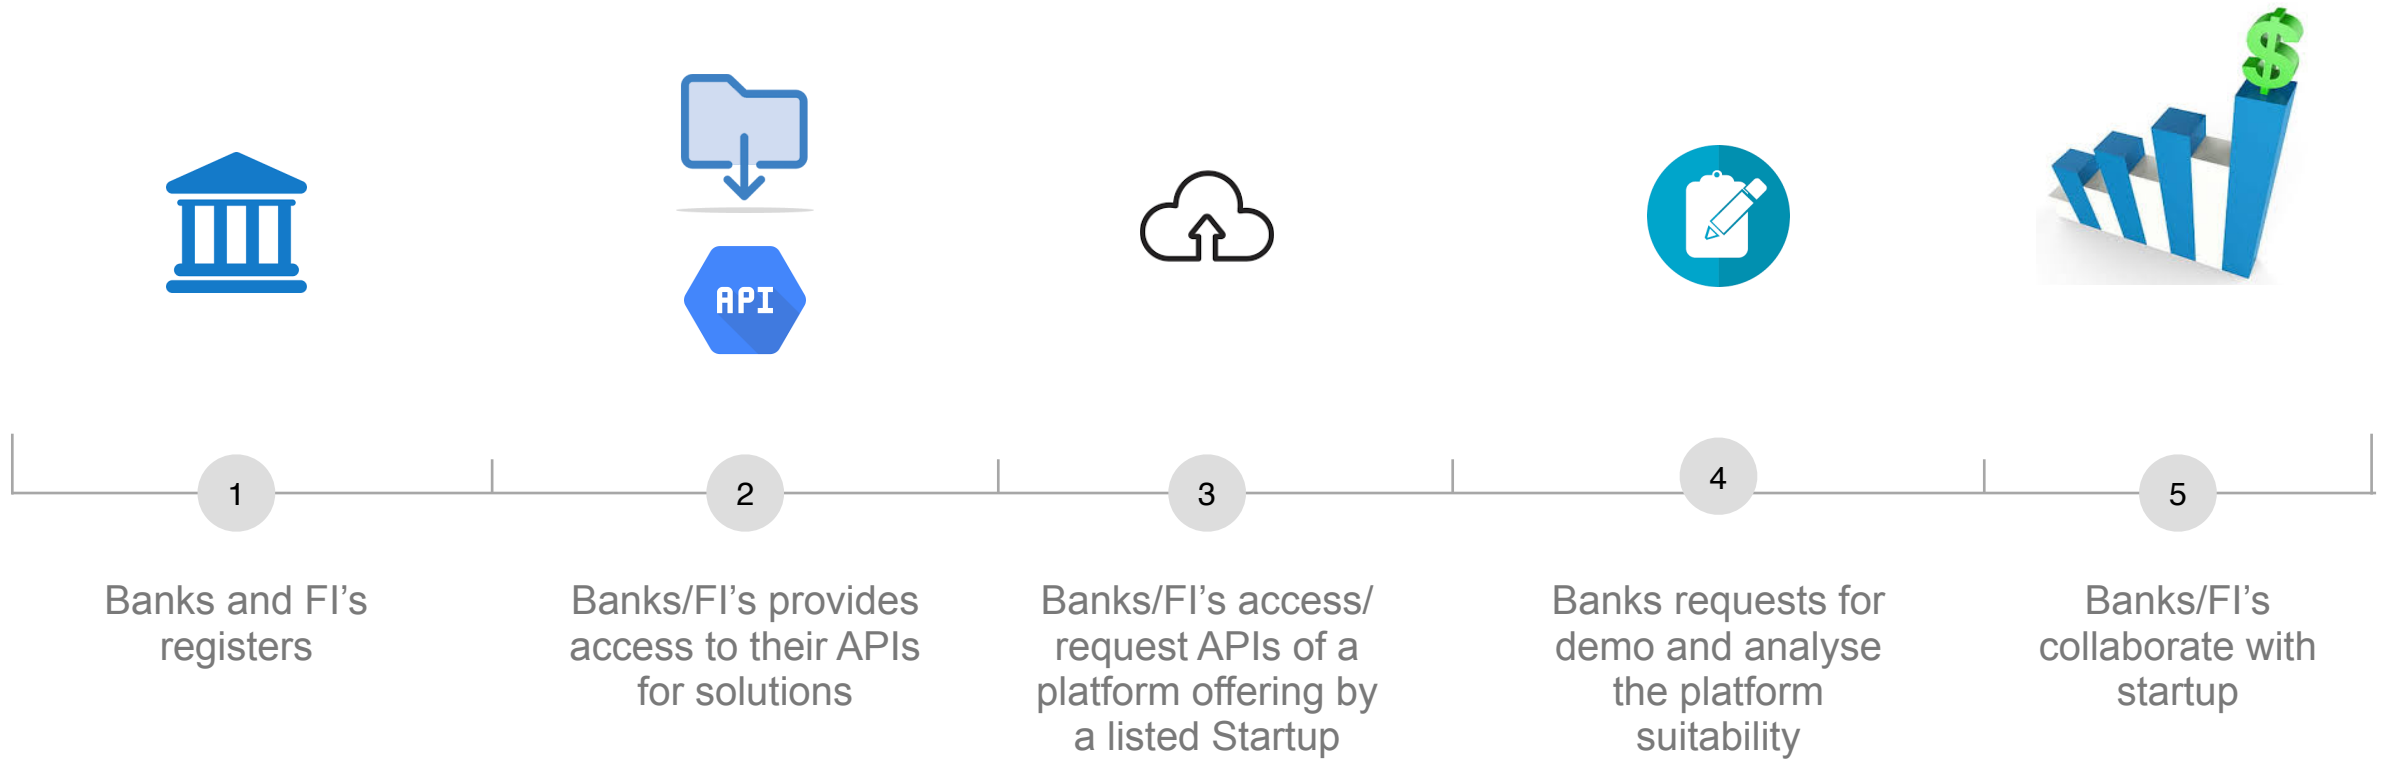 API
1
2
3
4
5
Banks and FI’s
registers
Banks/FI’s provides
access to their APIs
for solutions
Banks/FI’s access/
request APIs of a
platform offering by
a listed Startup
Banks requests for
demo and analyse
the platform
suitability
Banks/FI’s
collaborate with
startup